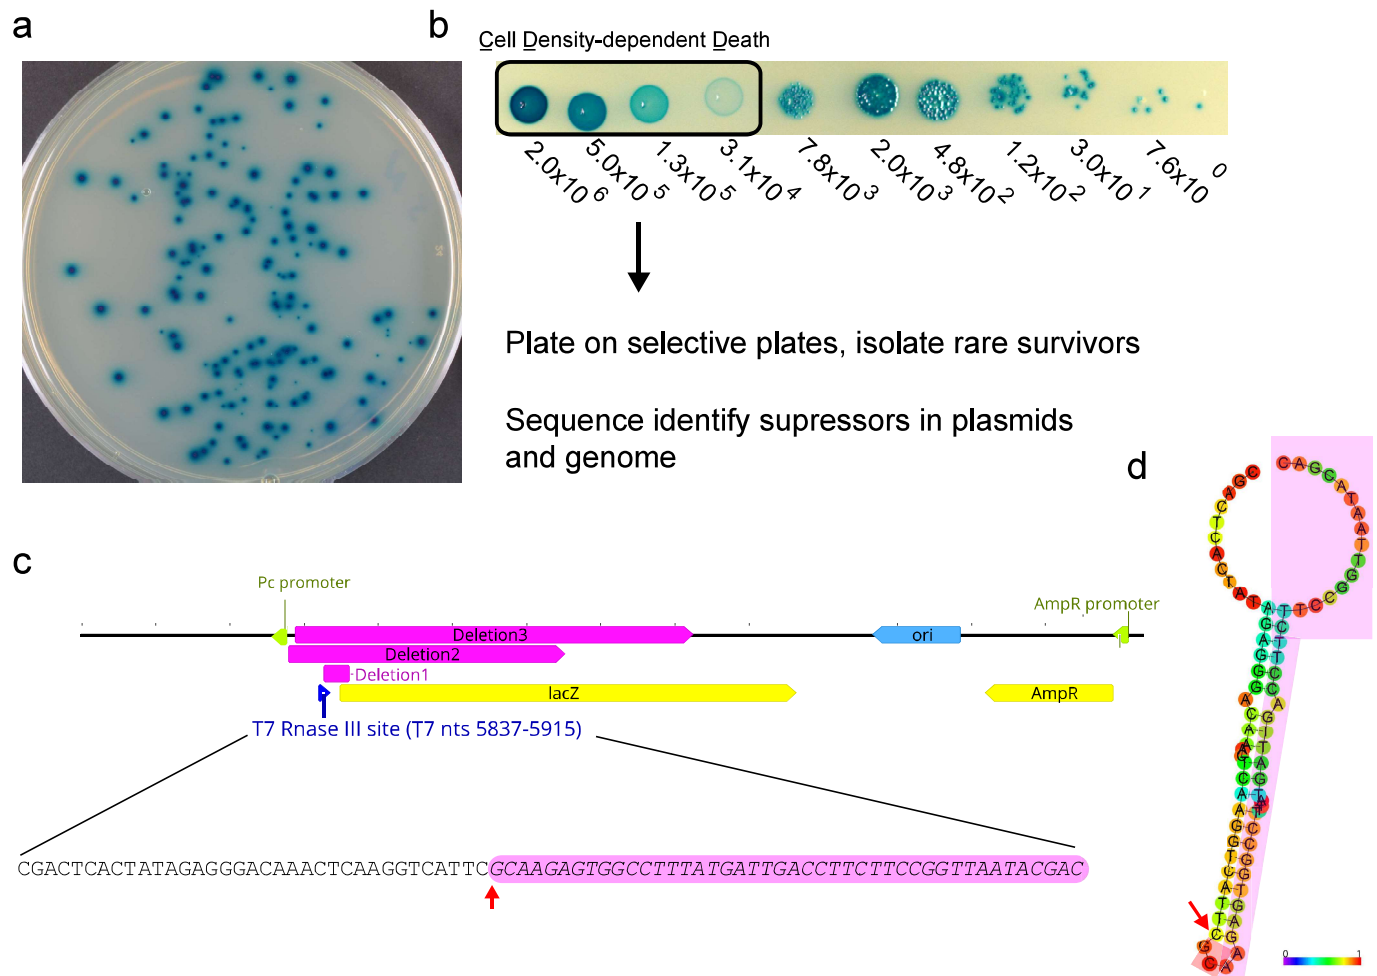 a
b
Cell Density-dependent Death
2.0x10 6
5.0x10 5
1.3x10 5
3.1x10 4
7.8x10 3
2.0x10 3
4.8x10 2
1.2x10 2
3.0x10 1
7.6x10 0
Plate on selective plates, isolate rare survivors
Sequence identify supressors in plasmids
and genome
c
Pc promoter
AmpR promoter
Deletion3
ori
Deletion2
Deletion1
lacZ
AmpR
T7 Rnase III site (T7 nts 5837-5915)
CGACTCACTATAGAGGGACAAACTCAAGGTCATTCGCAAGAGTGGCCTTTATGATTGACCTTCTTCCGGTTAATACGAC
d
0 1